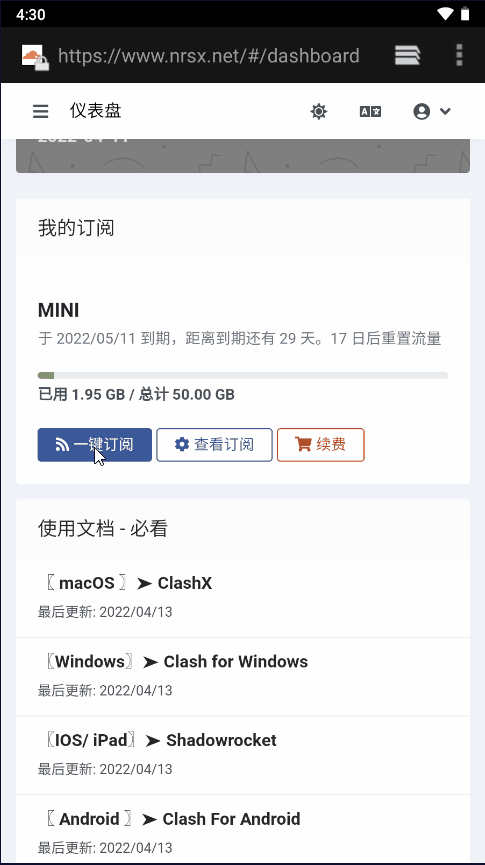 4:30
https://www.nrsx.net/#/dashboard
仪表盘
我的订阅
MINI
于 2022/05/11 到期，距离到期还有 29 天。17 日后重置流量
已用 1.95 GB / 总计 50.00 GB
一键订阅 查看订阅 续费
使用文档 - 必看
〖 macOS 〗➤ ClashX
最后更新: 2022/04/13
〖Windows〗➤ Clash for Windows
最后更新: 2022/04/13
〖IOS/ iPad〗➤ Shadowrocket
最后更新: 2022/04/13
〖 Android 〗➤ Clash For Android
最后更新: 2022/04/13